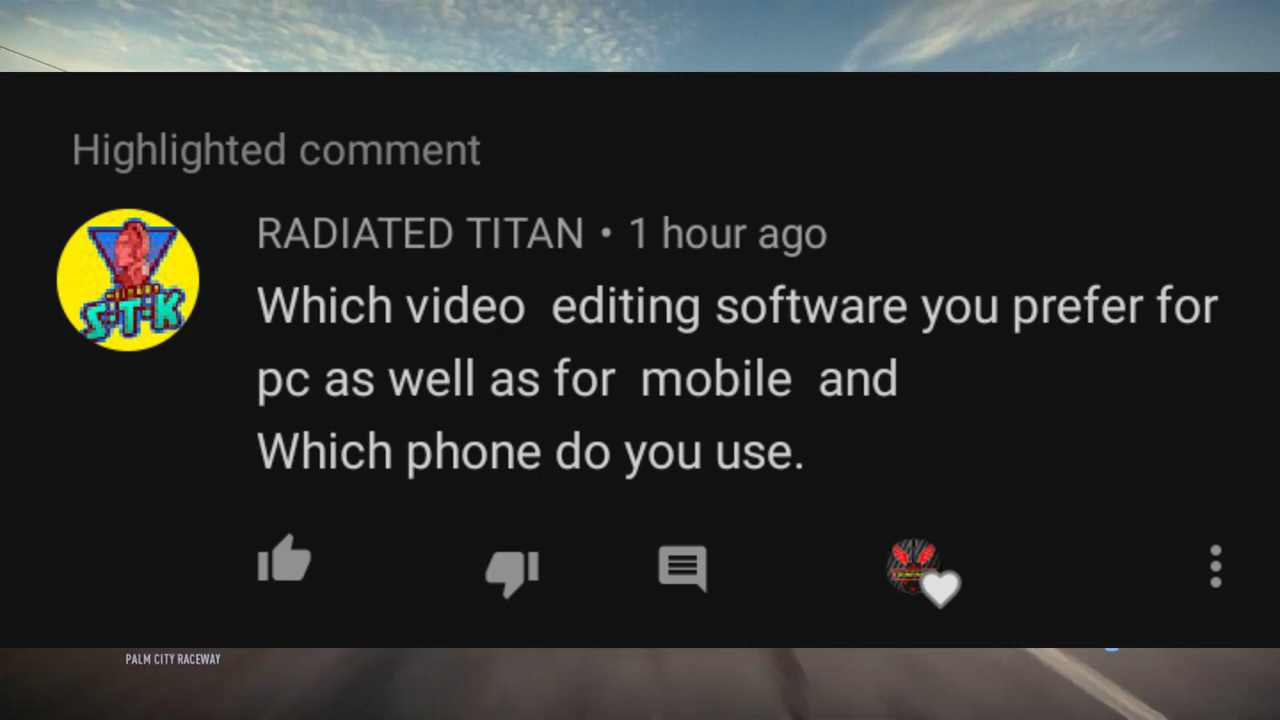 Highlighted comment
RADIATED TITAN • 1 hour ago
S·T·K
Which video  editing software you prefer for
pc as well as for  mobile  and
Which phone do you use.
PALM CITY RACEWAY